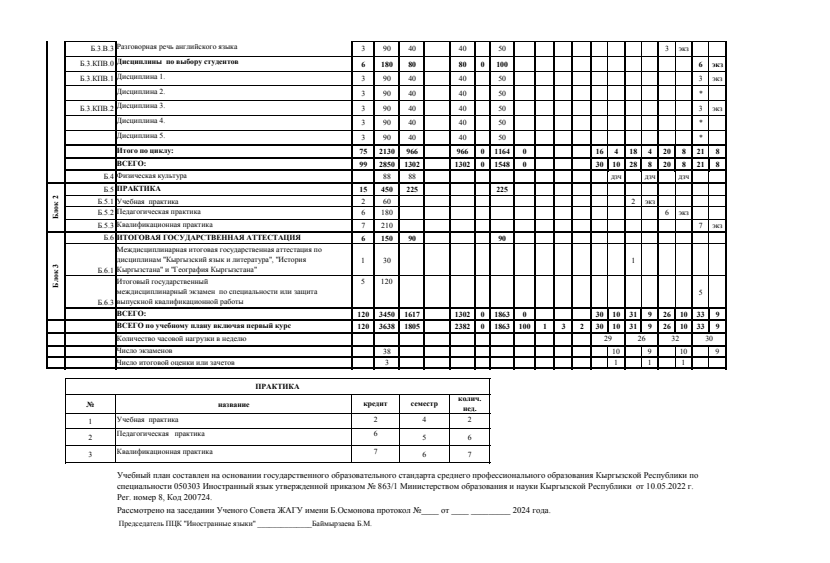 Б.3.В.3 Разговорная речь английского языка 3 90 40 40 50 3 экз
Б.3.КПВ.0 Дисциплины по выбору студентов 6 180 80 80 0 100 6 экз
Б.3.КПВ.1 Дисциплина 1. 3 90 40 40 50 3 экз
Дисциплина 2. 3 90 40 40 50 *
Б.3.КПВ.2 Дисциплина 3. 3 90 40 40 50 3 экз
Дисциплина 4. 3 90 40 40 50 *
Дисциплина 5. 3 90 40 40 50 *
Итого по циклу: 75 2130 966 966 0 1164 0 16 4 18 4 20 8 21 8
ВСЕГО: 99 2850 1302 1302 0 1548 0 30 10 28 8 20 8 21 8
Б.4 Физическая культура 88 88 дзч дзч дзч
Блок 2
Б.5 ПРАКТИКА 15 450 225 225
Б.5.1 Учебная практика 2 60 2 экз
Б.5.2 Педагогическая практика 6 180 6 экз
Б.5.3 Квалификационная практика 7 210 7 экз
Блок 3
Б.6 ИТОГОВАЯ ГОСУДАРСТВЕННАЯ АТТЕСТАЦИЯ 6 150 90 90
Междисциплинарная итоговая государственная аттестация по
дисциплинам "Кыргызский язык и литература", "История
Б.6.1 Кыргызстана" и "География Кыргызстана" 1 30 1
Итоговый государственный 5 120
междисциплинарный экзамен по специальности или защита
Б.6.3 выпускной квалификационной работы 5
ВСЕГО: 120 3450 1617 1302 0 1863 0 30 10 31 9 26 10 33 9
ВСЕГО по учебному плану включая первый курс 120 3638 1805 2382 0 1863 100 1 3 2 30 10 31 9 26 10 33 9
Количество часовой нагрузки в неделю 29 26 32 30
Число экзаменов 38 10 9 10 9
Число итоговой оценки или зачетов 3 1 1 1
ПРАКТИКА
№ название кредит семестр колич. нед.
1 Учебная практика 2 4 2
2 Педагогическая практика 6 5 6
3 Квалификационная практика 7 6 7
Учебный план составлен на основании государственного образовательного стандарта среднего профессионального образования Кыргызской Республики по
специальности 050303 Иностранный язык утвержденной приказом № 863/1 Министерством образования и науки Кыргызской Республики от 10.05.2022 г.
Рег. номер 8, Код 200724.
Рассмотрено на заседании Ученого Совета ЖАГУ имени Б.Осмонова протокол №____ от ____ _________ 2024 года.
Председатель ПЦК "Иностранные языки" ______________Баймырзаева Б.М.